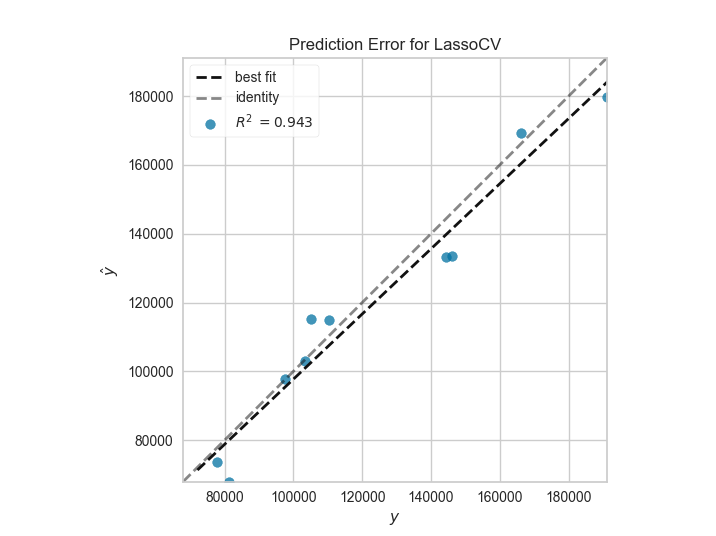 Prediction Error for LassoCV
best fit
identity
R² = 0.943
180000
160000
140000
120000
100000
80000
ŷ
80000 100000 120000 140000 160000 180000
y